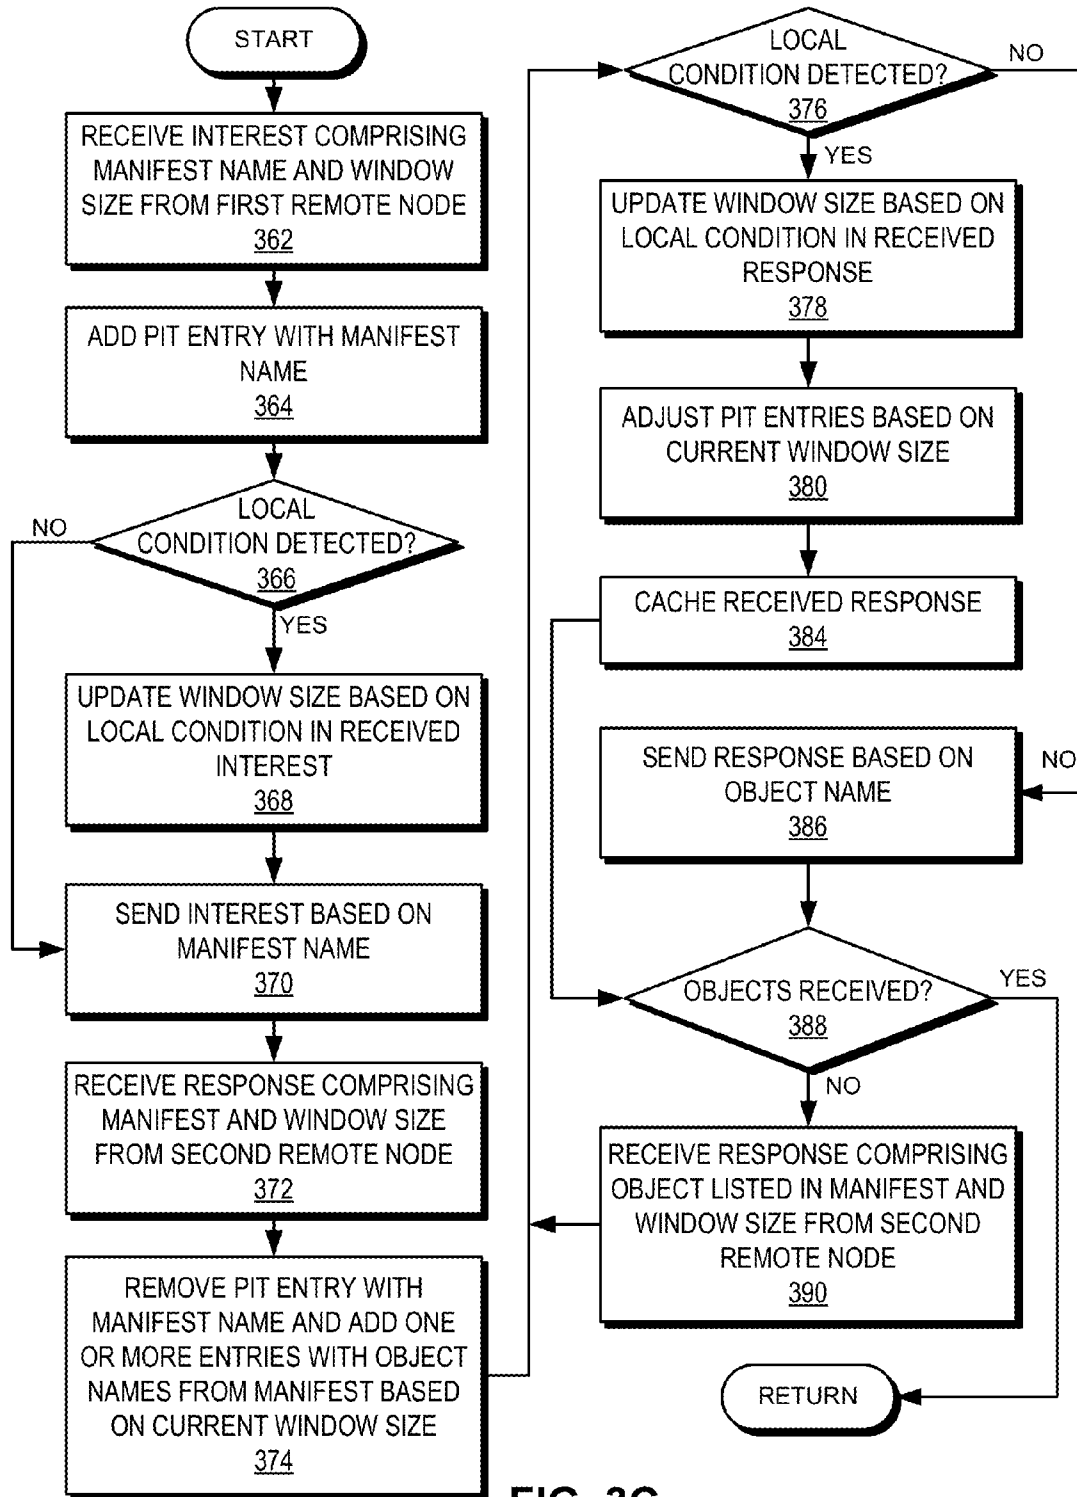 START
RECEIVE INTEREST COMPRISING
MANIFEST NAME AND WINDOW
SIZE FROM FIRST REMOTE NODE
362
ADD PIT ENTRY WITH MANIFEST
NAME
364
LOCAL
CONDITION DETECTED?
366
NO
YES
UPDATE WINDOW SIZE BASED ON
LOCAL CONDITION IN RECEIVED
INTEREST
368
SEND INTEREST BASED ON
MANIFEST NAME
370
RECEIVE RESPONSE COMPRISING
MANIFEST AND WINDOW SIZE
FROM SECOND REMOTE NODE
372
REMOVE PIT ENTRY WITH
MANIFEST NAME AND ADD ONE
OR MORE ENTRIES WITH OBJECT
NAMES FROM MANIFEST BASED
ON CURRENT WINDOW SIZE
374
LOCAL
CONDITION DETECTED?
376
NO
YES
UPDATE WINDOW SIZE BASED ON
LOCAL CONDITION IN RECEIVED
RESPONSE
378
ADJUST PIT ENTRIES BASED ON
CURRENT WINDOW SIZE
380
CACHE RECEIVED RESPONSE
384
SEND RESPONSE BASED ON
OBJECT NAME
386
NO
OBJECTS RECEIVED?
388
YES
NO
RECEIVE RESPONSE COMPRISING
OBJECT LISTED IN MANIFEST AND
WINDOW SIZE FROM SECOND
REMOTE NODE
390
RETURN